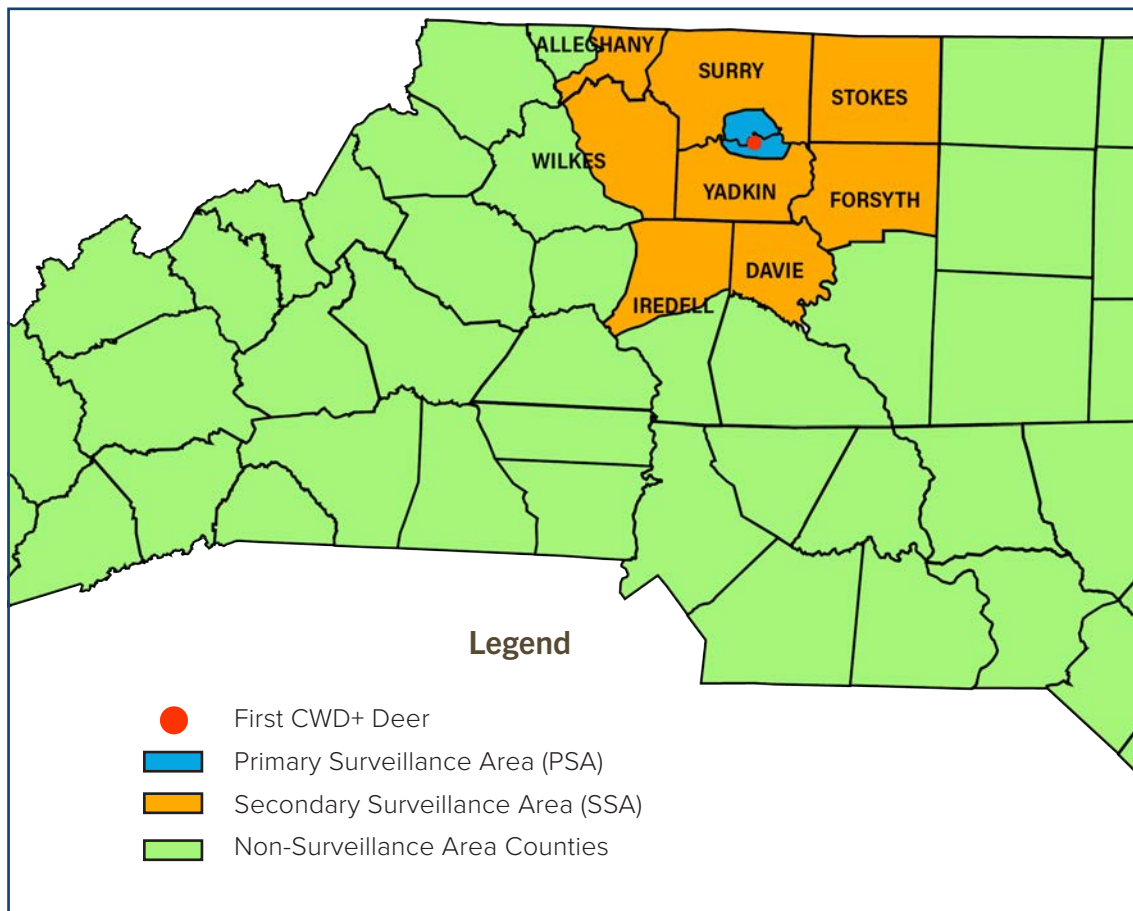 ALLEGHANY
SURRY
STOKES
WILKES
YADKIN
FORSYTH
DAVIE
IREDELL
Legend
First CWD+ Deer
Primary Surveillance Area (PSA)
Secondary Surveillance Area (SSA)
Non-Surveillance Area Counties